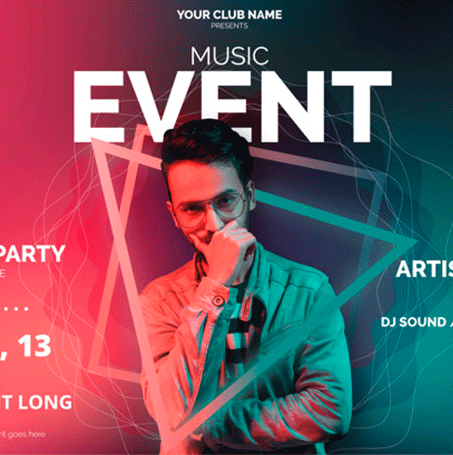 YOUR CLUB NAME
PRESENTS
MUSIC
EVENT
PARTY
E
ARTIS
. . . .
DJ SOUND /
, 13
T LONG
nt goes here